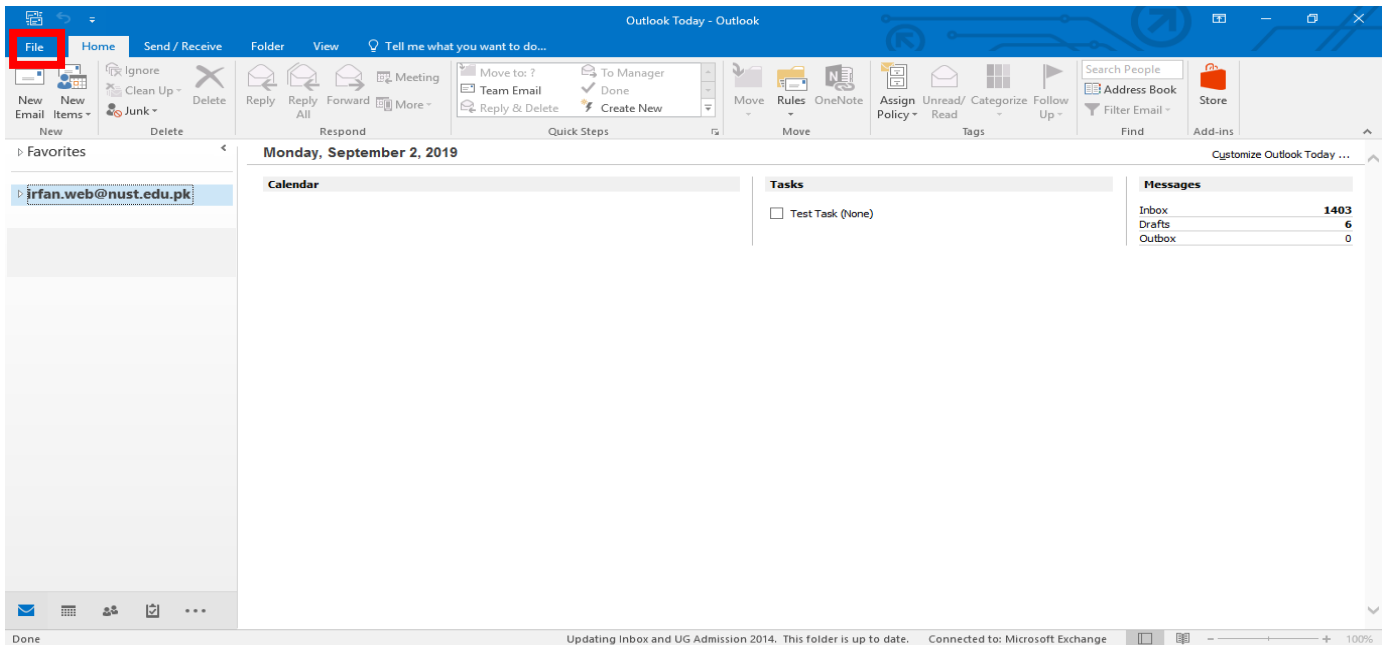 Outlook Today - Outlook
File Home Send / Receive Folder View Tell me what you want to do...
New Email
New Items
Ignore
Clean Up
Junk
Delete
Reply
Reply All
Forward
Meeting
More
Move to: ?
Team Email
Reply & Delete
To Manager
Done
Create New
Move
Rules
OneNote
Assign Policy
Unread/ Read
Categorize
Follow Up
Search People
Address Book
Filter Email
Store
New Delete Respond Quick Steps Move Tags Find Add-ins
Favorites
irfan.web@nust.edu.pk
Monday, September 2, 2019
Customize Outlook Today ...
Calendar
Tasks
Test Task (None)
Messages
Inbox 1403
Drafts 6
Outbox 0
Done Updating Inbox and UG Admission 2014. This folder is up to date. Connected to: Microsoft Exchange 100%